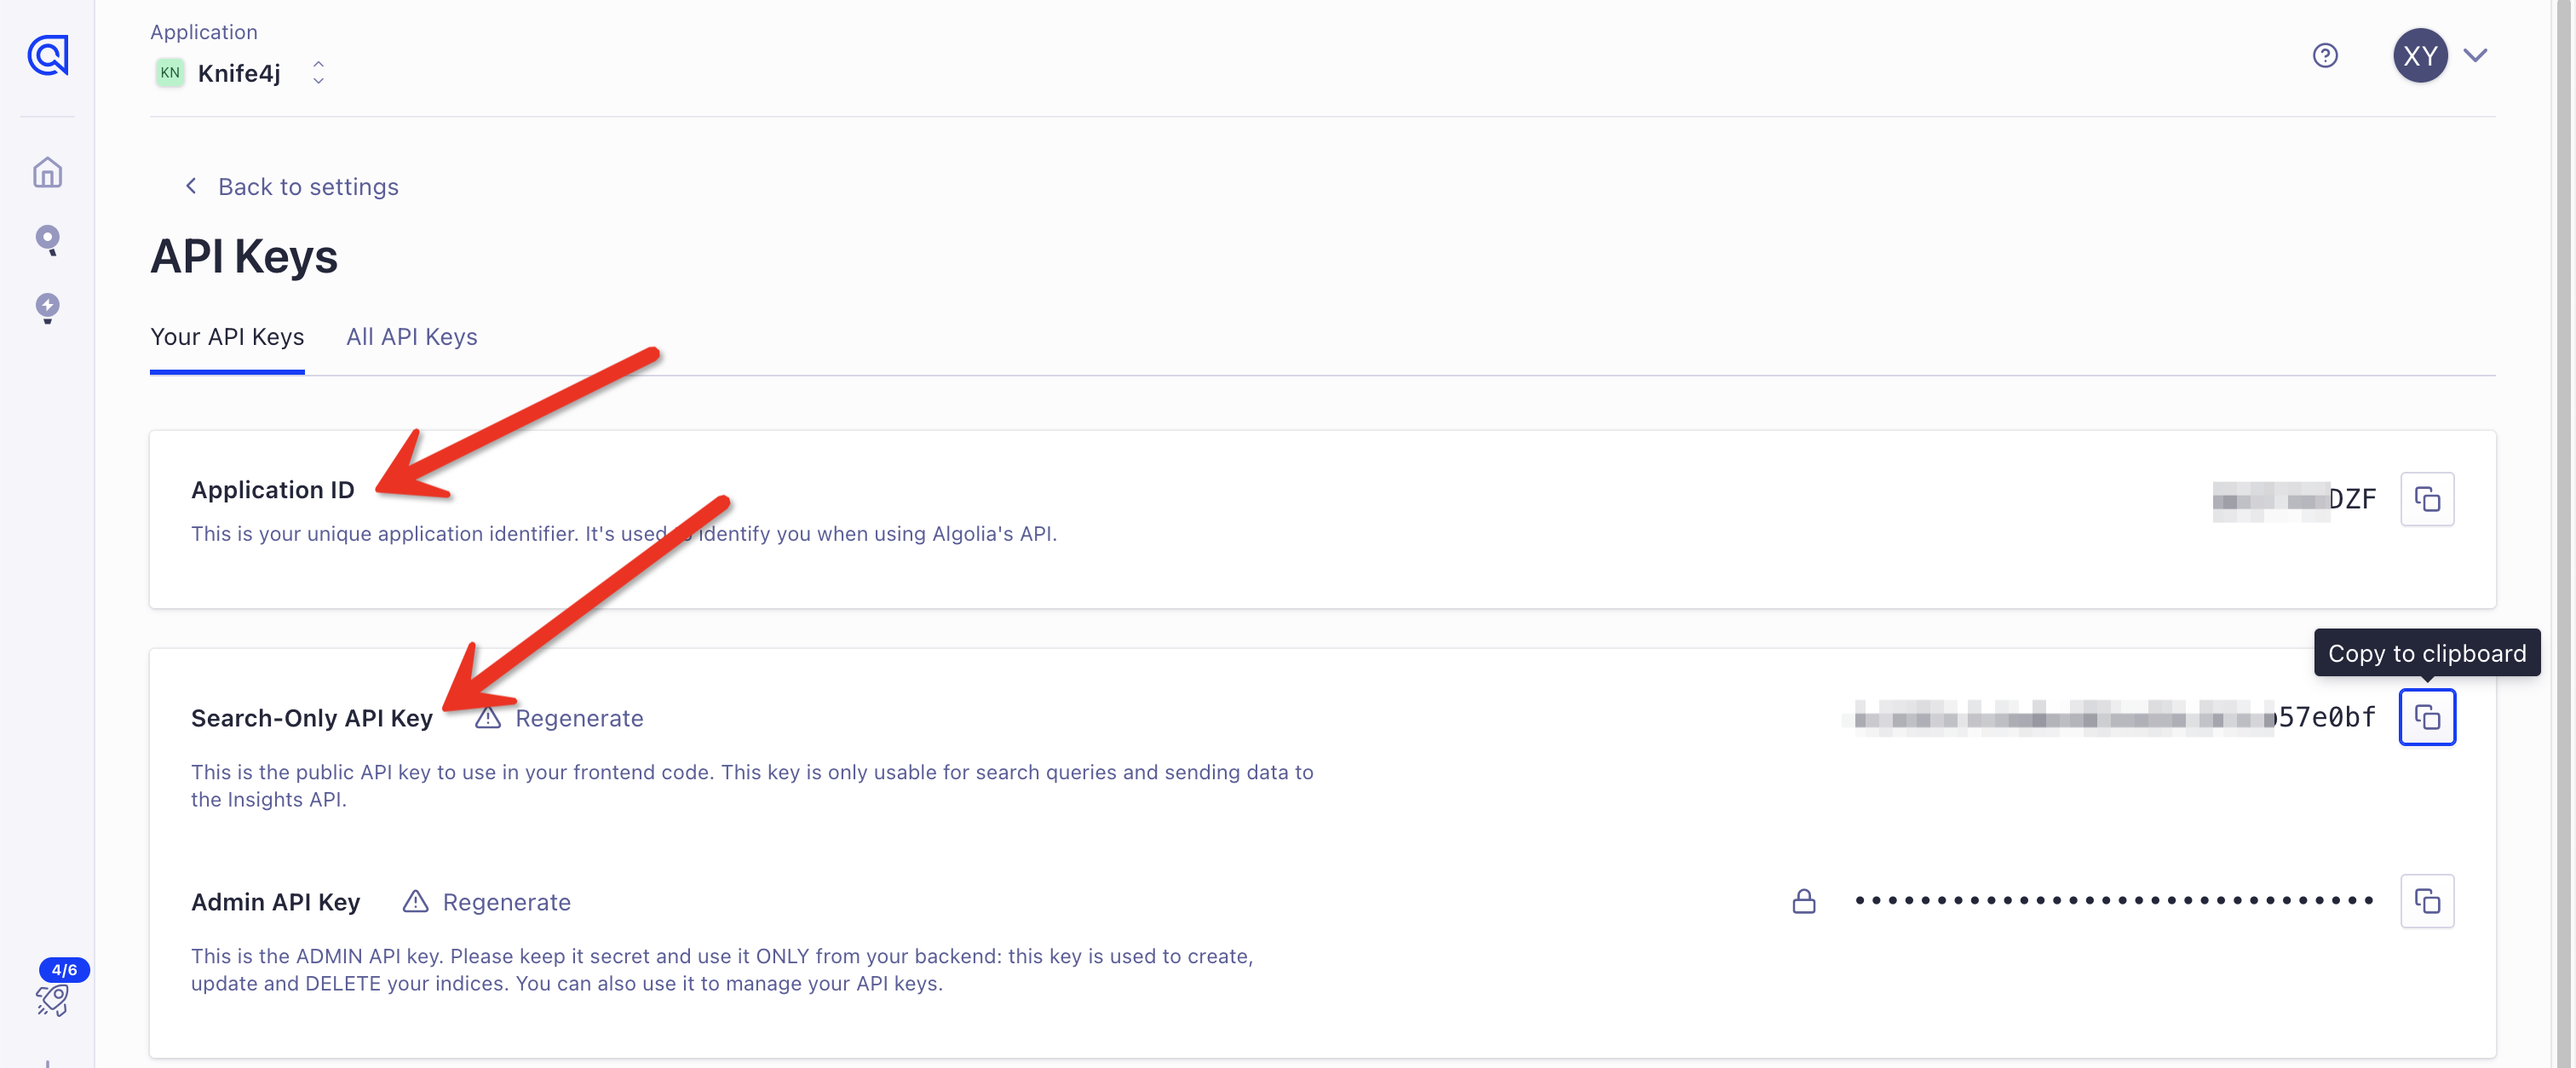 Application
KN Knife4j
XY
Back to settings
API Keys
Your API Keys All API Keys
Application ID
DZF
This is your unique application identifier. It's used identify you when using Algolia's API.
Copy to clipboard
Search-Only API Key Regenerate
b57e0bf
This is the public API key to use in your frontend code. This key is only usable for search queries and sending data to
the Insights API.
Admin API Key Regenerate
This is the ADMIN API key. Please keep it secret and use it ONLY from your backend: this key is used to create,
update and DELETE your indices. You can also use it to manage your API keys.
4/6